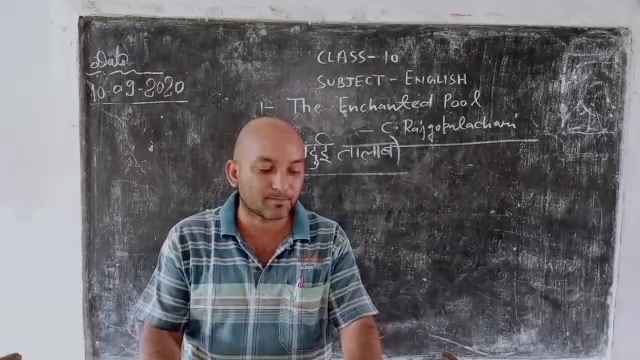 Date
10-09-2020
CLASS-10
SUBJECT - ENGLISH
1- The Enchanted Pool
- C. Rajgopalachari
तालाब